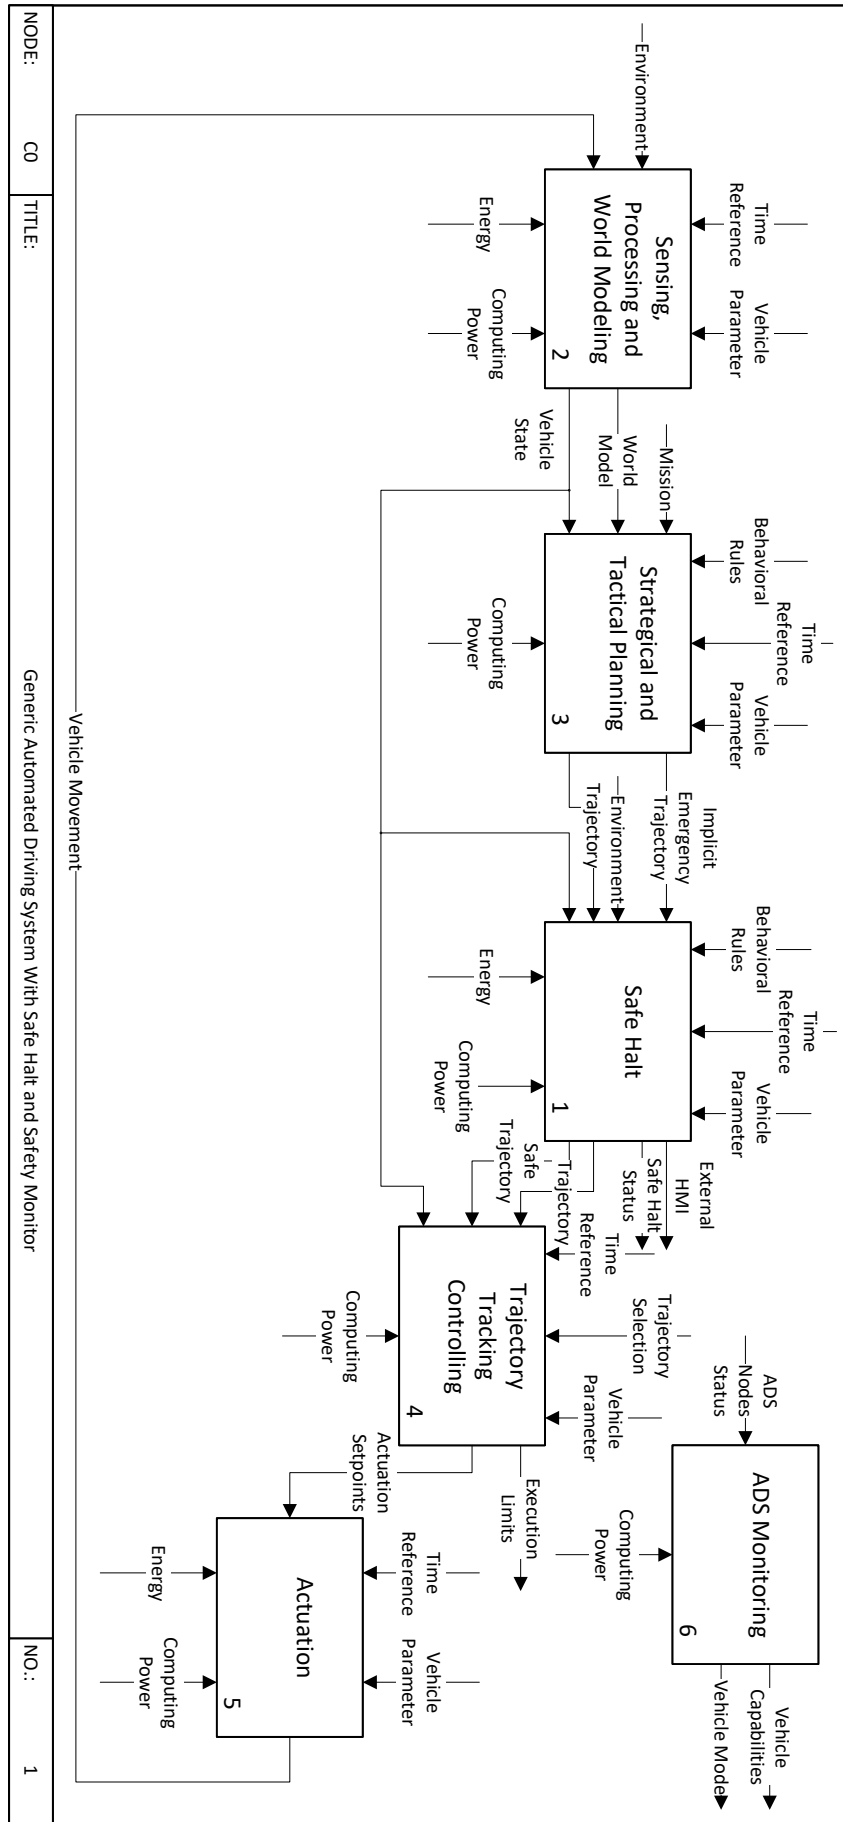 Environment
Time
Reference
Vehicle
Parameter
Sensing,
Processing and
World Modeling
2
Energy
Computing
Power
Vehicle
State
World
Model
Mission
Behavioral
Rules
Time
Reference
Vehicle
Parameter
Strategical and
Tactical Planning
3
Computing
Power
Implicit
Emergency
Trajectory
Environment
Trajectory
Behavioral
Rules
Time
Reference
Vehicle
Parameter
Safe Halt
1
Energy
Computing
Power
External
HMI
Safe Halt
Status
Trajectory
Safe
Trajectory
Time
Reference
Trajectory
Selection
Vehicle
Parameter
Trajectory
Tracking
Controlling
4
Computing
Power
Execution
Limits
Actuation
Setpoints
ADS
Nodes
Status
ADS Monitoring
6
Computing
Power
Vehicle
Capabilities
Vehicle Mode
Time
Reference
Vehicle
Parameter
Actuation
5
Energy
Computing
Power
Vehicle Movement
NODE: C0
TITLE: Generic Automated Driving System With Safe Halt and Safety Monitor
NO.: 1